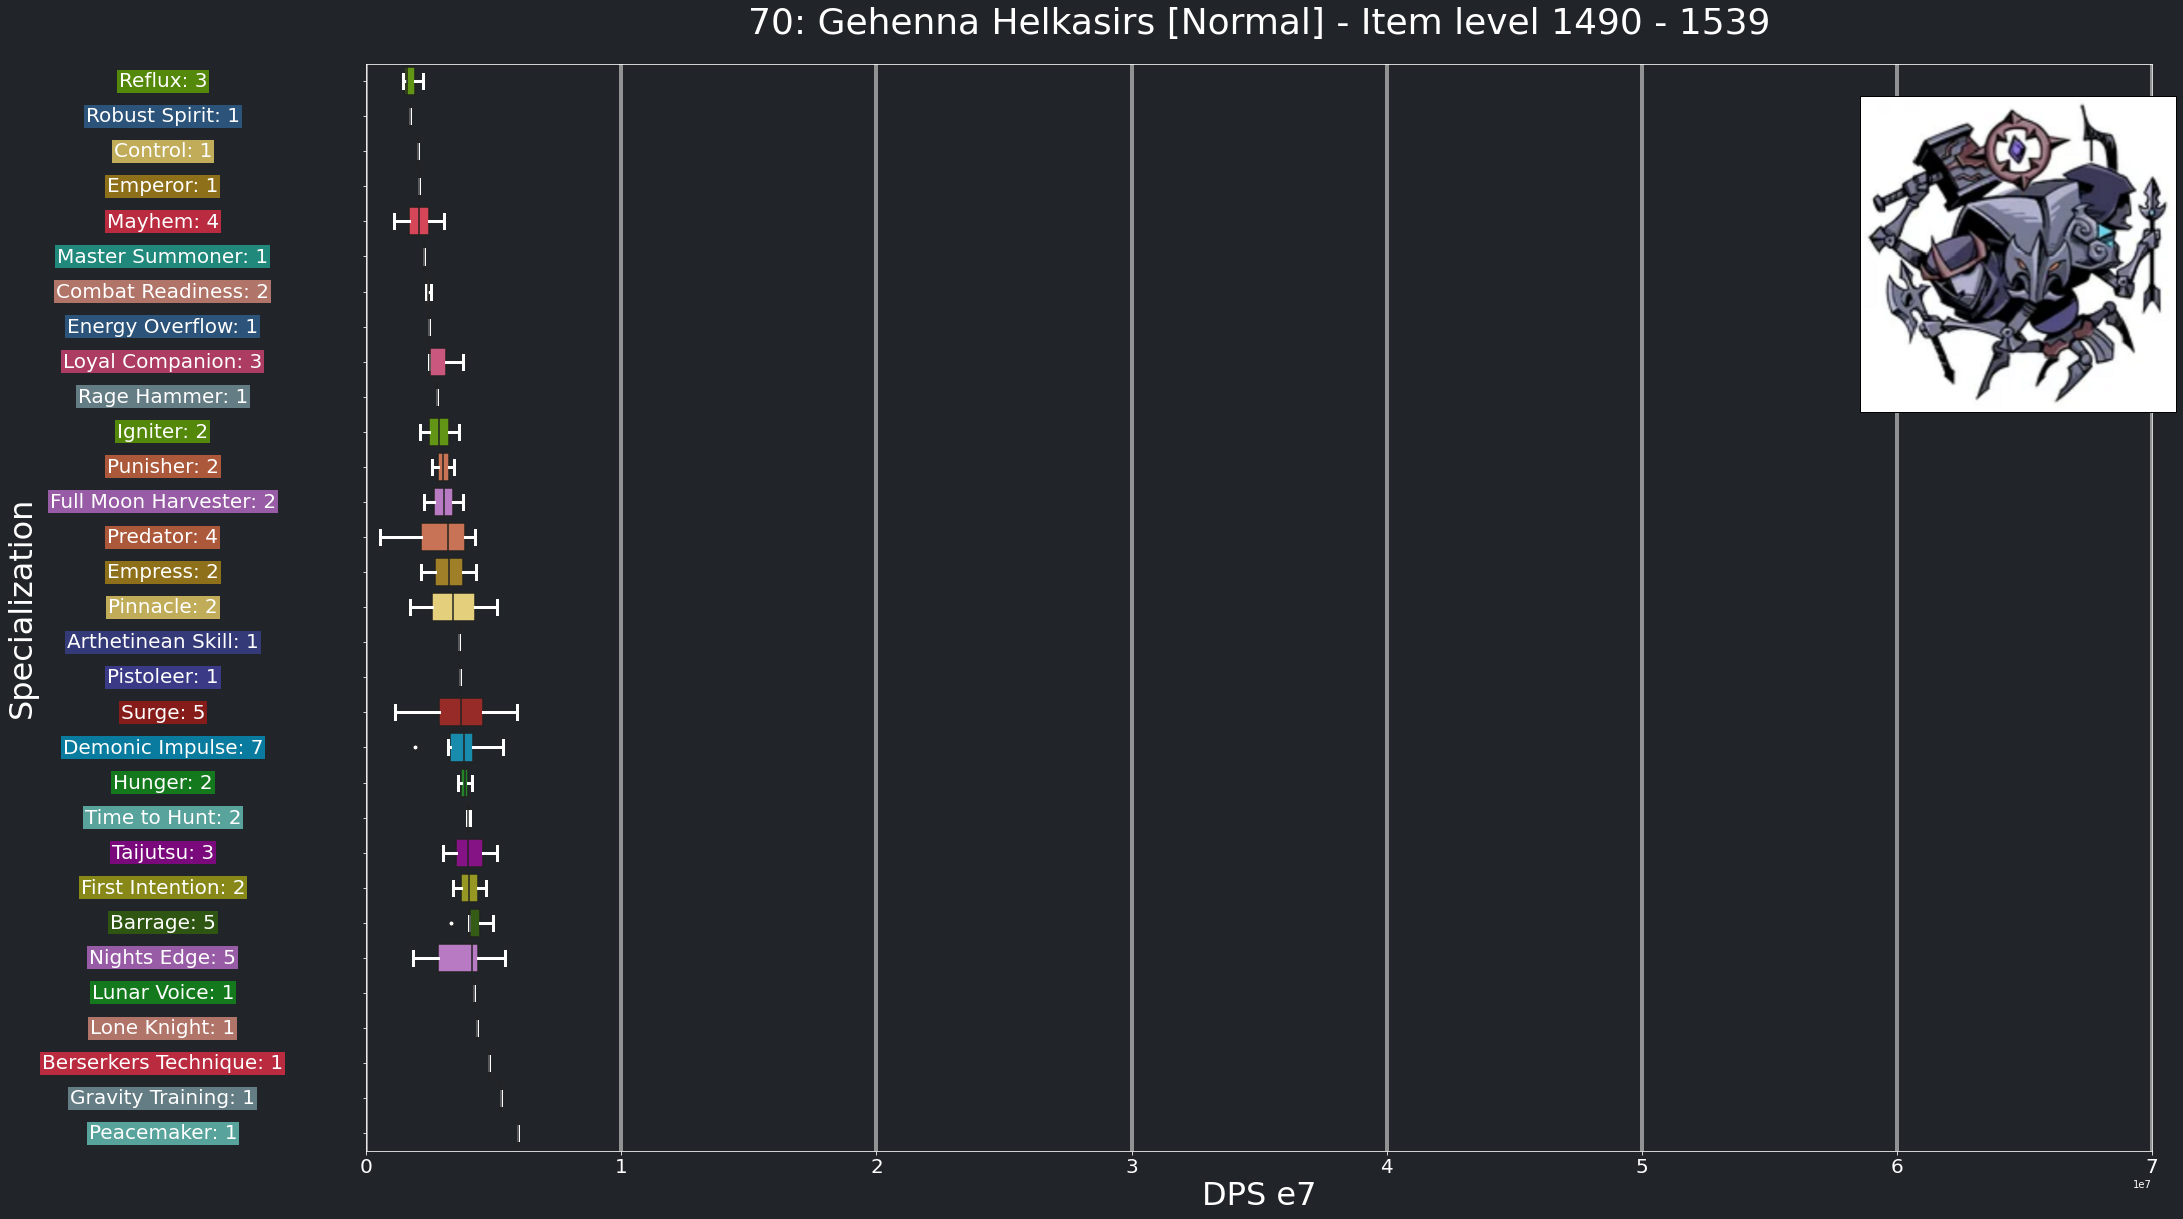 70: Gehenna Helkasirs [Normal] - Item level 1490 - 1539
Specialization
Reflux: 3
Robust Spirit: 1
Control: 1
Emperor: 1
Mayhem: 4
Master Summoner: 1
Combat Readiness: 2
Energy Overflow: 1
Loyal Companion: 3
Rage Hammer: 1
Igniter: 2
Punisher: 2
Full Moon Harvester: 2
Predator: 4
Empress: 2
Pinnacle: 2
Arthetinean Skill: 1
Pistoleer: 1
Surge: 5
Demonic Impulse: 7
Hunger: 2
Time to Hunt: 2
Taijutsu: 3
First Intention: 2
Barrage: 5
Nights Edge: 5
Lunar Voice: 1
Lone Knight: 1
Berserkers Technique: 1
Gravity Training: 1
Peacemaker: 1
0 1 2 3 4 5 6 7
1e7
DPS e7